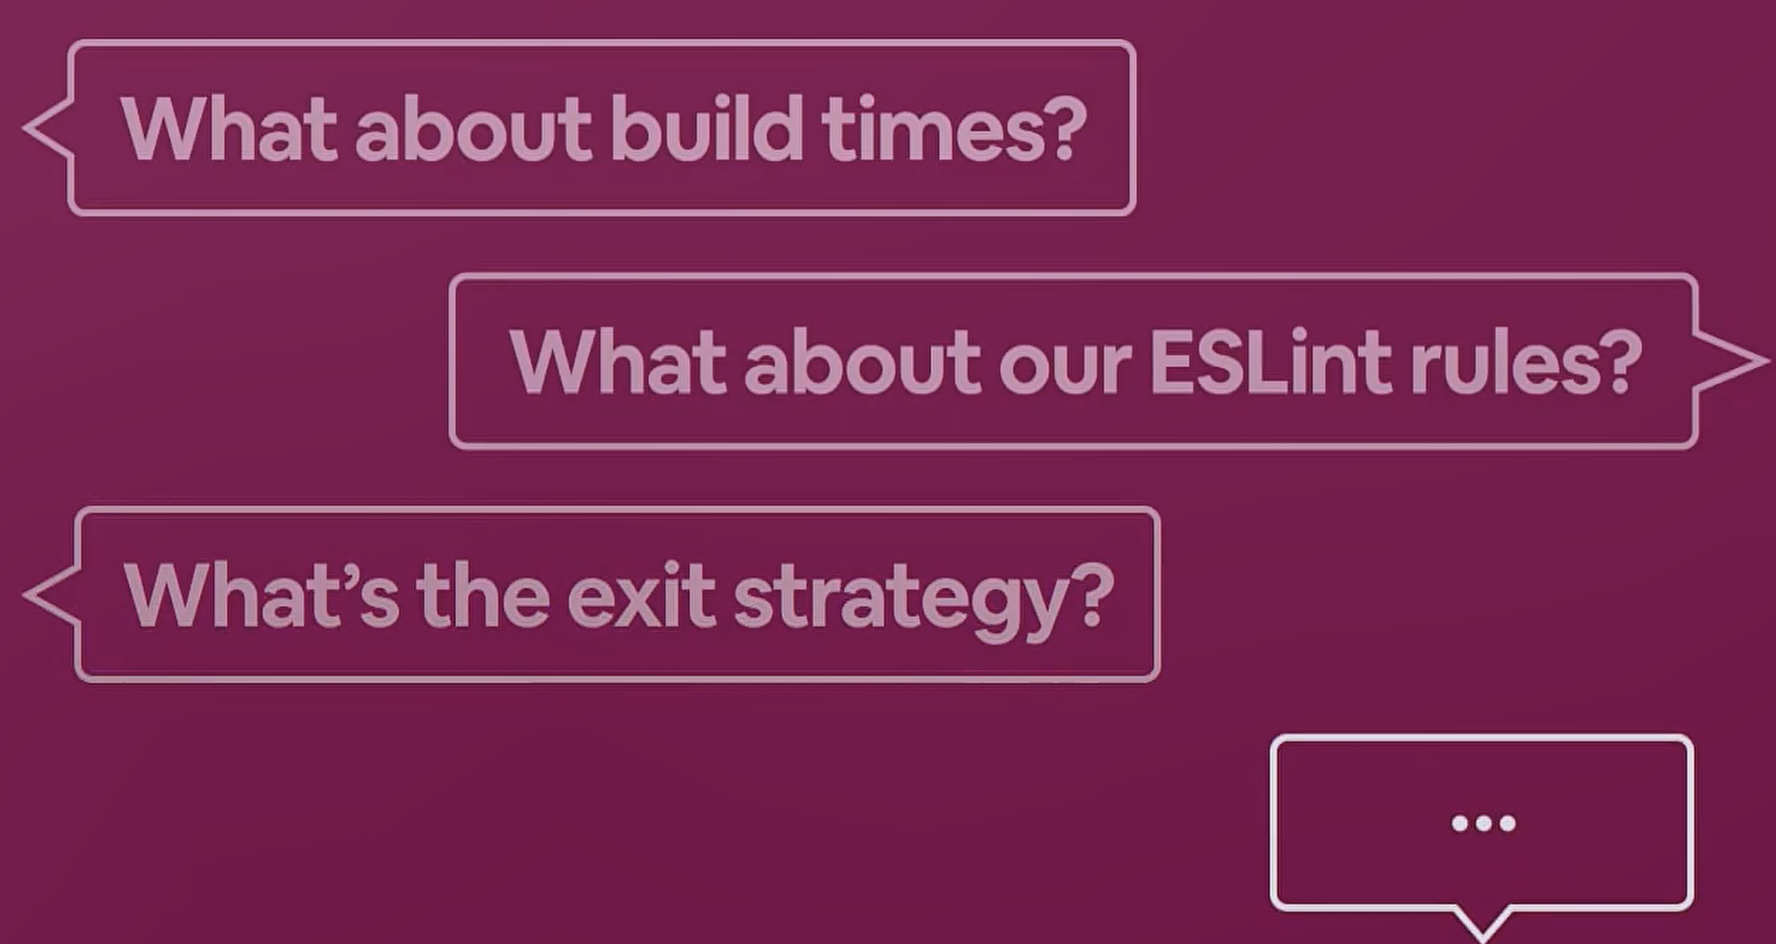 What about build times?
What about our ESLint rules?
What’s the exit strategy?
...